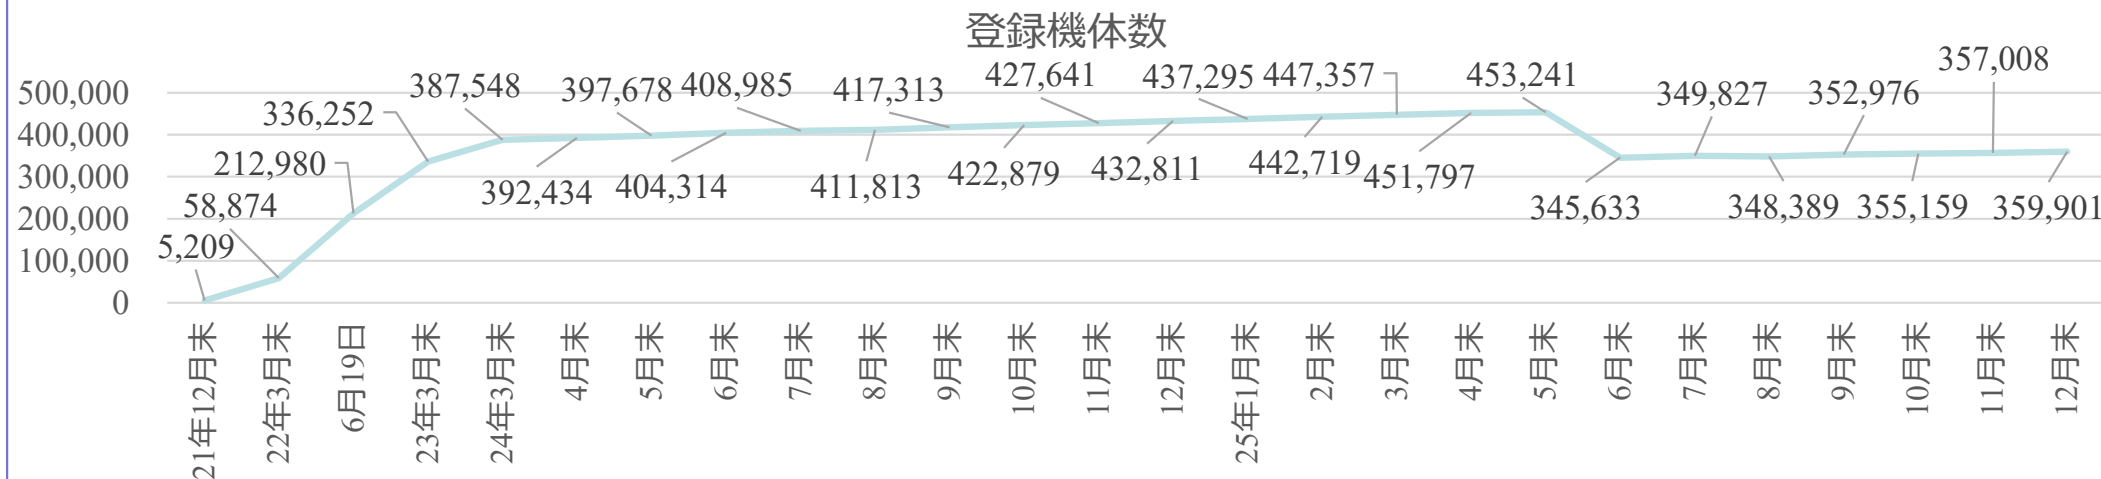 登録機体数
500,000
400,000
300,000
200,000
100,000
0
5,209
58,874
212,980
336,252
387,548
392,434
397,678
404,314
408,985
411,813
417,313
422,879
427,641
432,811
437,295
442,719
447,357
451,797
453,241
345,633
349,827
348,389
352,976
355,159
357,008
359,901
21年12月末
22年3月末
6月19日
23年3月末
24年3月末
4月末
5月末
6月末
7月末
8月末
9月末
10月末
11月末
12月末
25年1月末
2月末
3月末
4月末
5月末
6月末
7月末
8月末
9月末
10月末
11月末
12月末